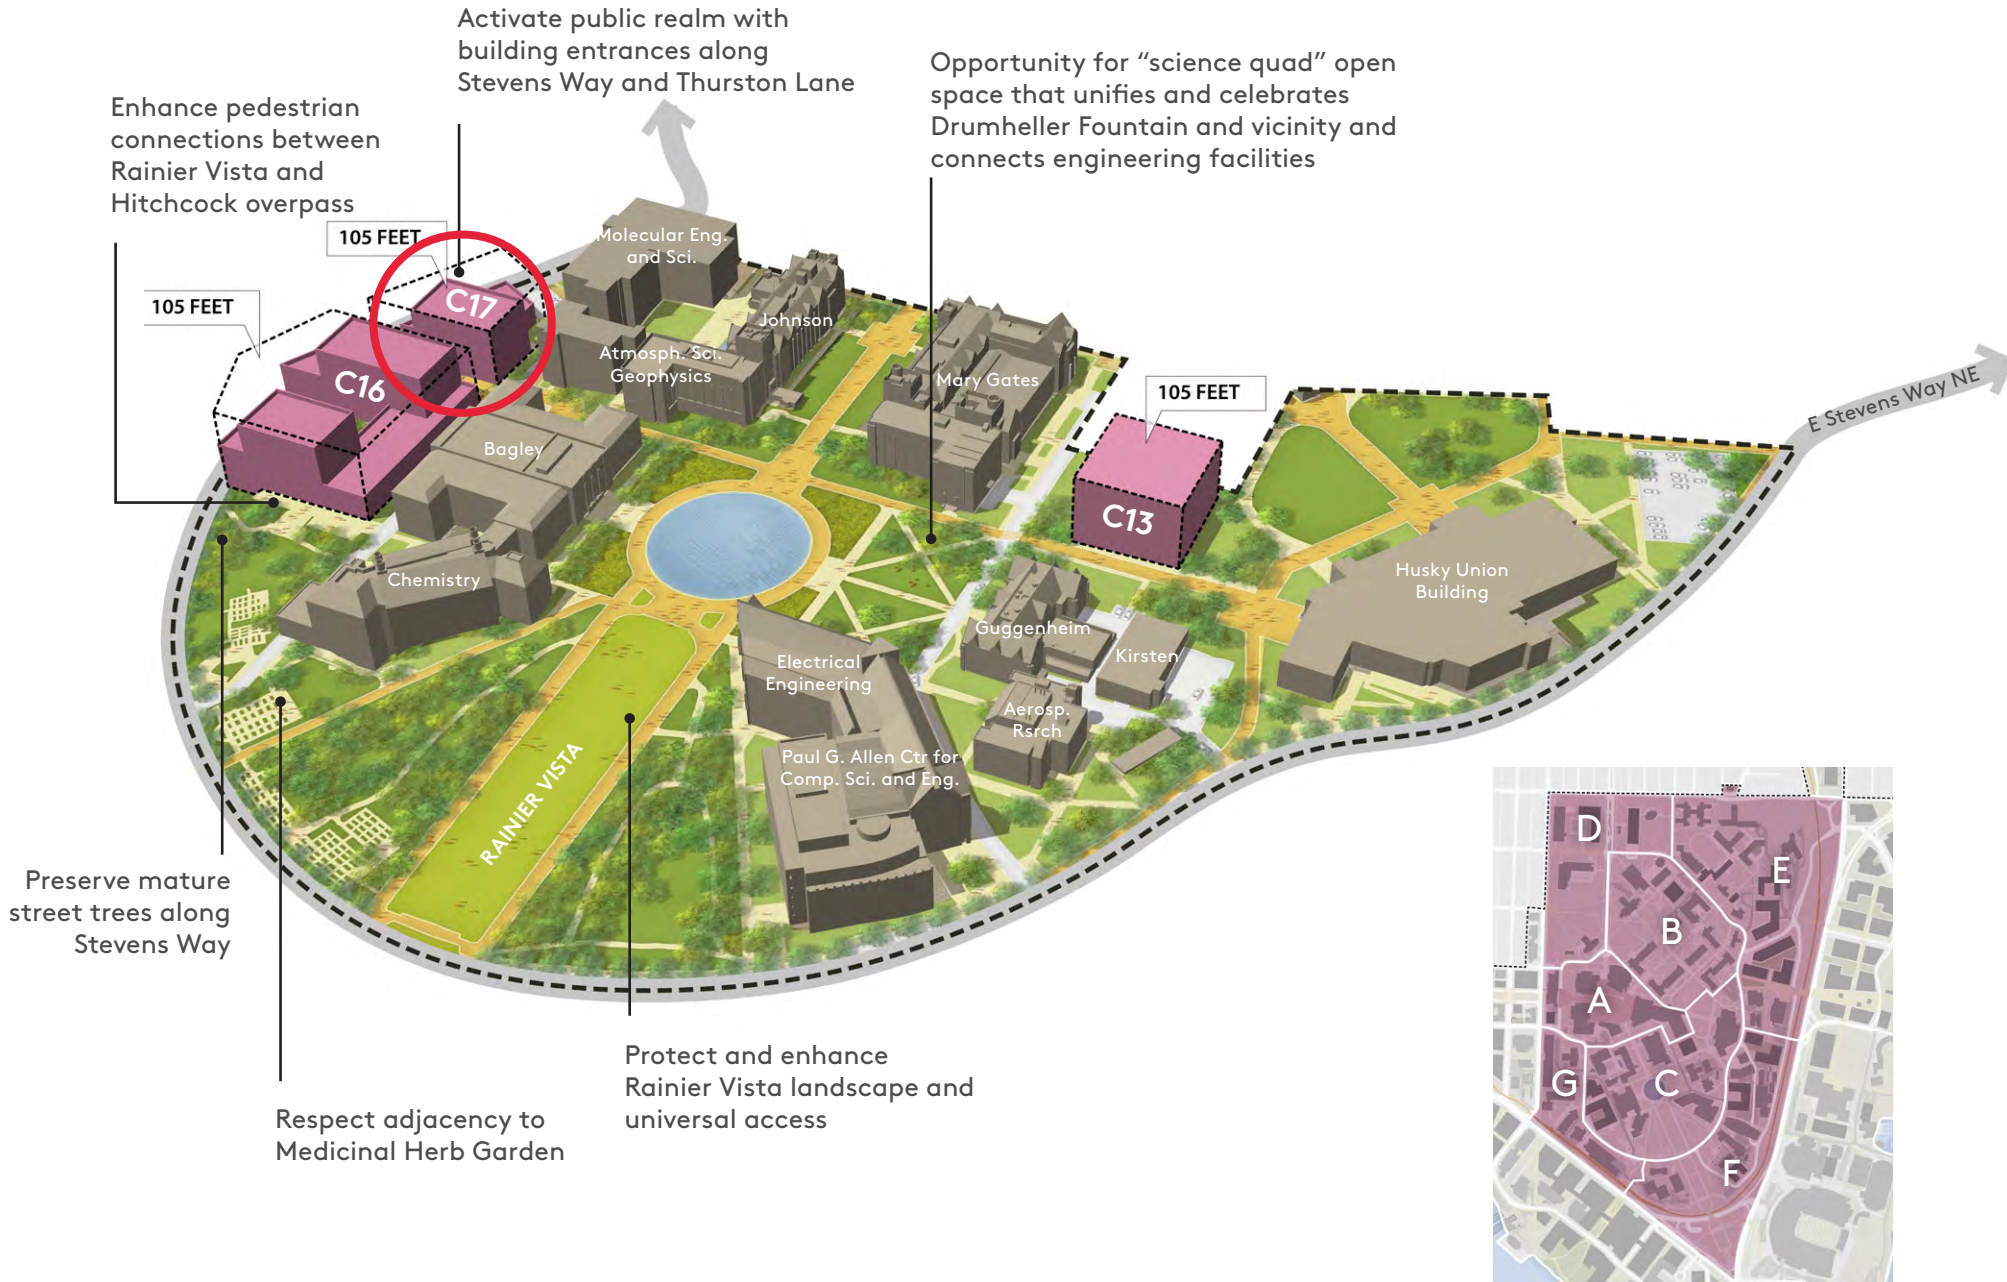 Activate public realm with
building entrances along
Stevens Way and Thurston Lane
Opportunity for “science quad” open
space that unifies and celebrates
Drumheller Fountain and vicinity and
connects engineering facilities
Enhance pedestrian
connections between
Rainier Vista and
Hitchcock overpass
105 FEET
105 FEET
105 FEET
Molecular Eng.
and Sci.
C17
Johnson
Atmosph. Sci.
Geophysics
C16
Mary Gates
E Stevens Way NE
Bagley
C13
Chemistry
Husky Union
Building
Guggenheim
Kirsten
Electrical
Engineering
Aerosp.
Rsrch
Paul G. Allen Ctr for
Comp. Sci. and Eng.
RAINIER VISTA
Preserve mature
street trees along
Stevens Way
Protect and enhance
Rainier Vista landscape and
universal access
Respect adjacency to
Medicinal Herb Garden
D
E
B
A
G
C
F